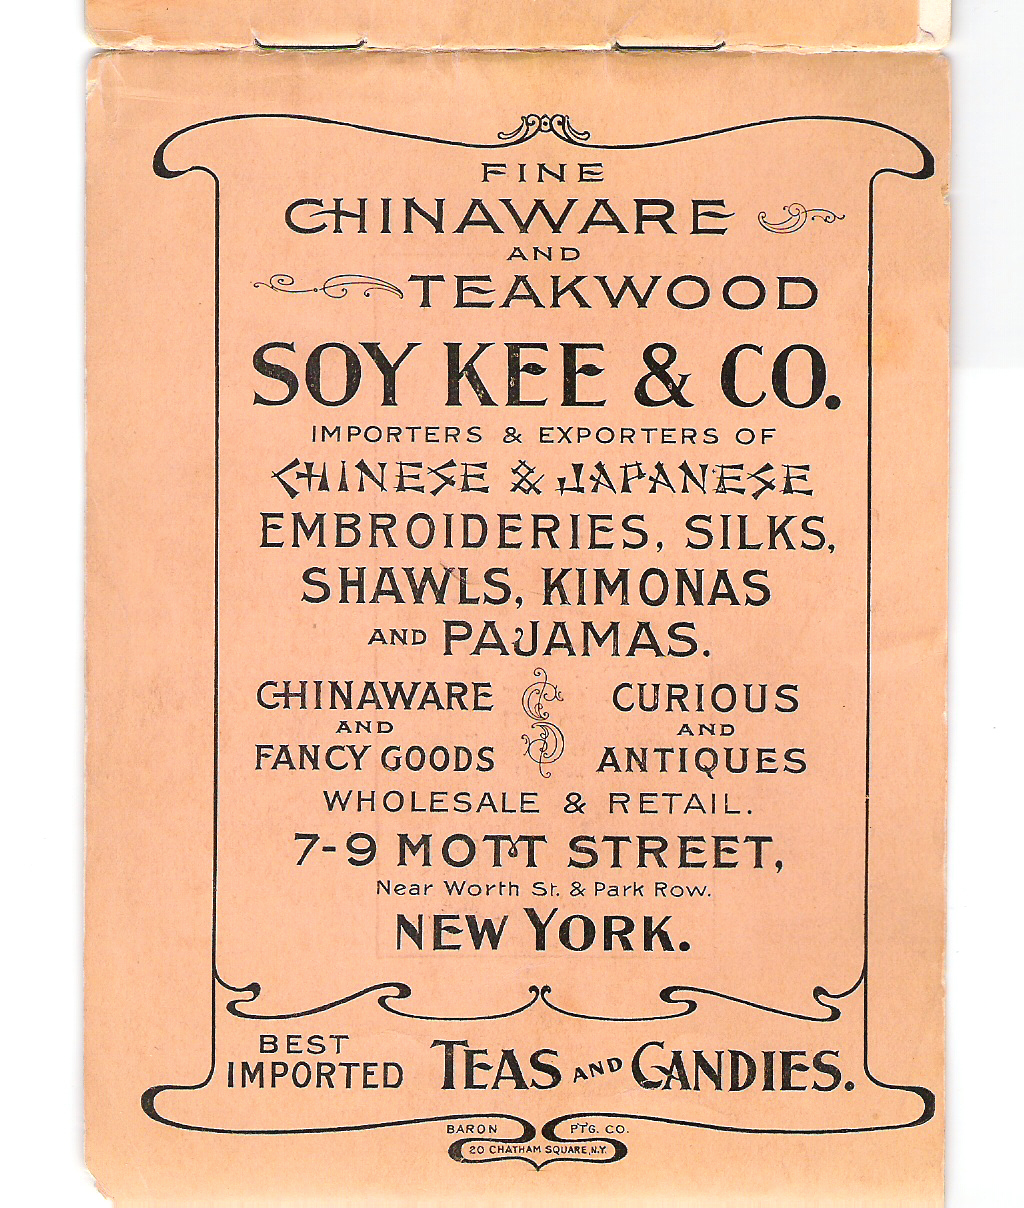 FINE
CHINAWARE
AND
TEAKWOOD
SOY KEE & CO.
IMPORTERS & EXPORTERS OF
CHINESE & JAPANESE
EMBROIDERIES, SILKS,
SHAWLS, KIMONAS
AND PAJAMAS.
CHINAWARE
AND
FANCY GOODS
CURIOUS
AND
ANTIQUES
WHOLESALE & RETAIL.
7-9 MOTT STREET,
Near Worth St. & Park Row.
NEW YORK.
BEST
IMPORTED TEAS AND CANDIES.
BARON PTG. CO.
20 CHATHAM SQUARE, N.Y.